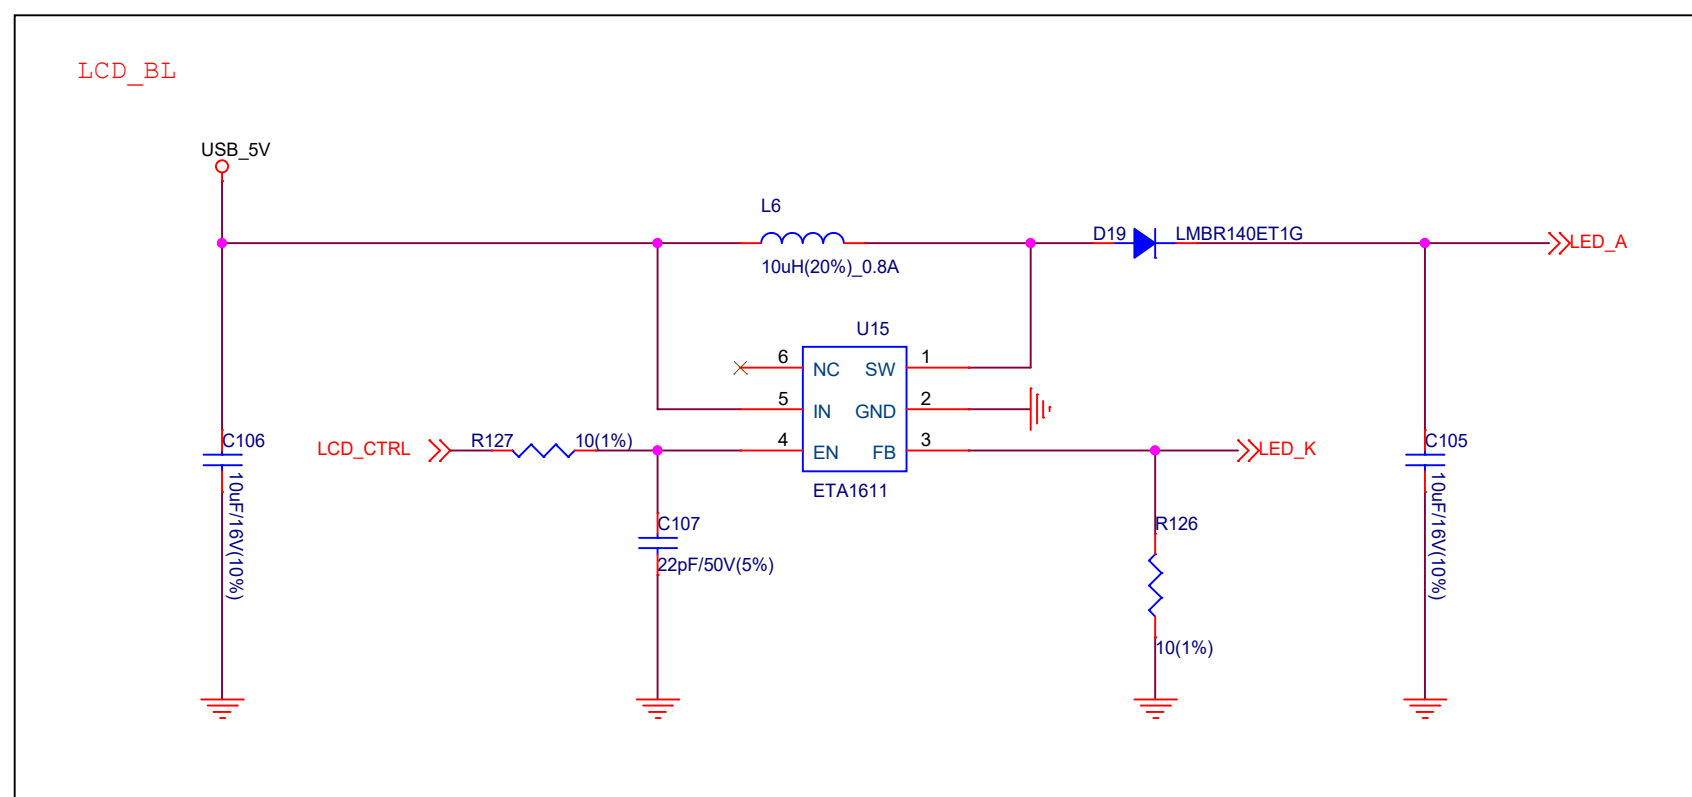 LCD_BL
USB_5V
L6
10uH(20%)_0.8A
D19
LMBR140ET1G
LED_A
U15
6
NC
SW
1
5
IN
GND
2
4
EN
FB
3
ETA1611
LCD_CTRL
R127
10(1%)
LED_K
C106
10uF/16V(10%)
C107
22pF/50V(5%)
R126
10(1%)
C105
10uF/16V(10%)